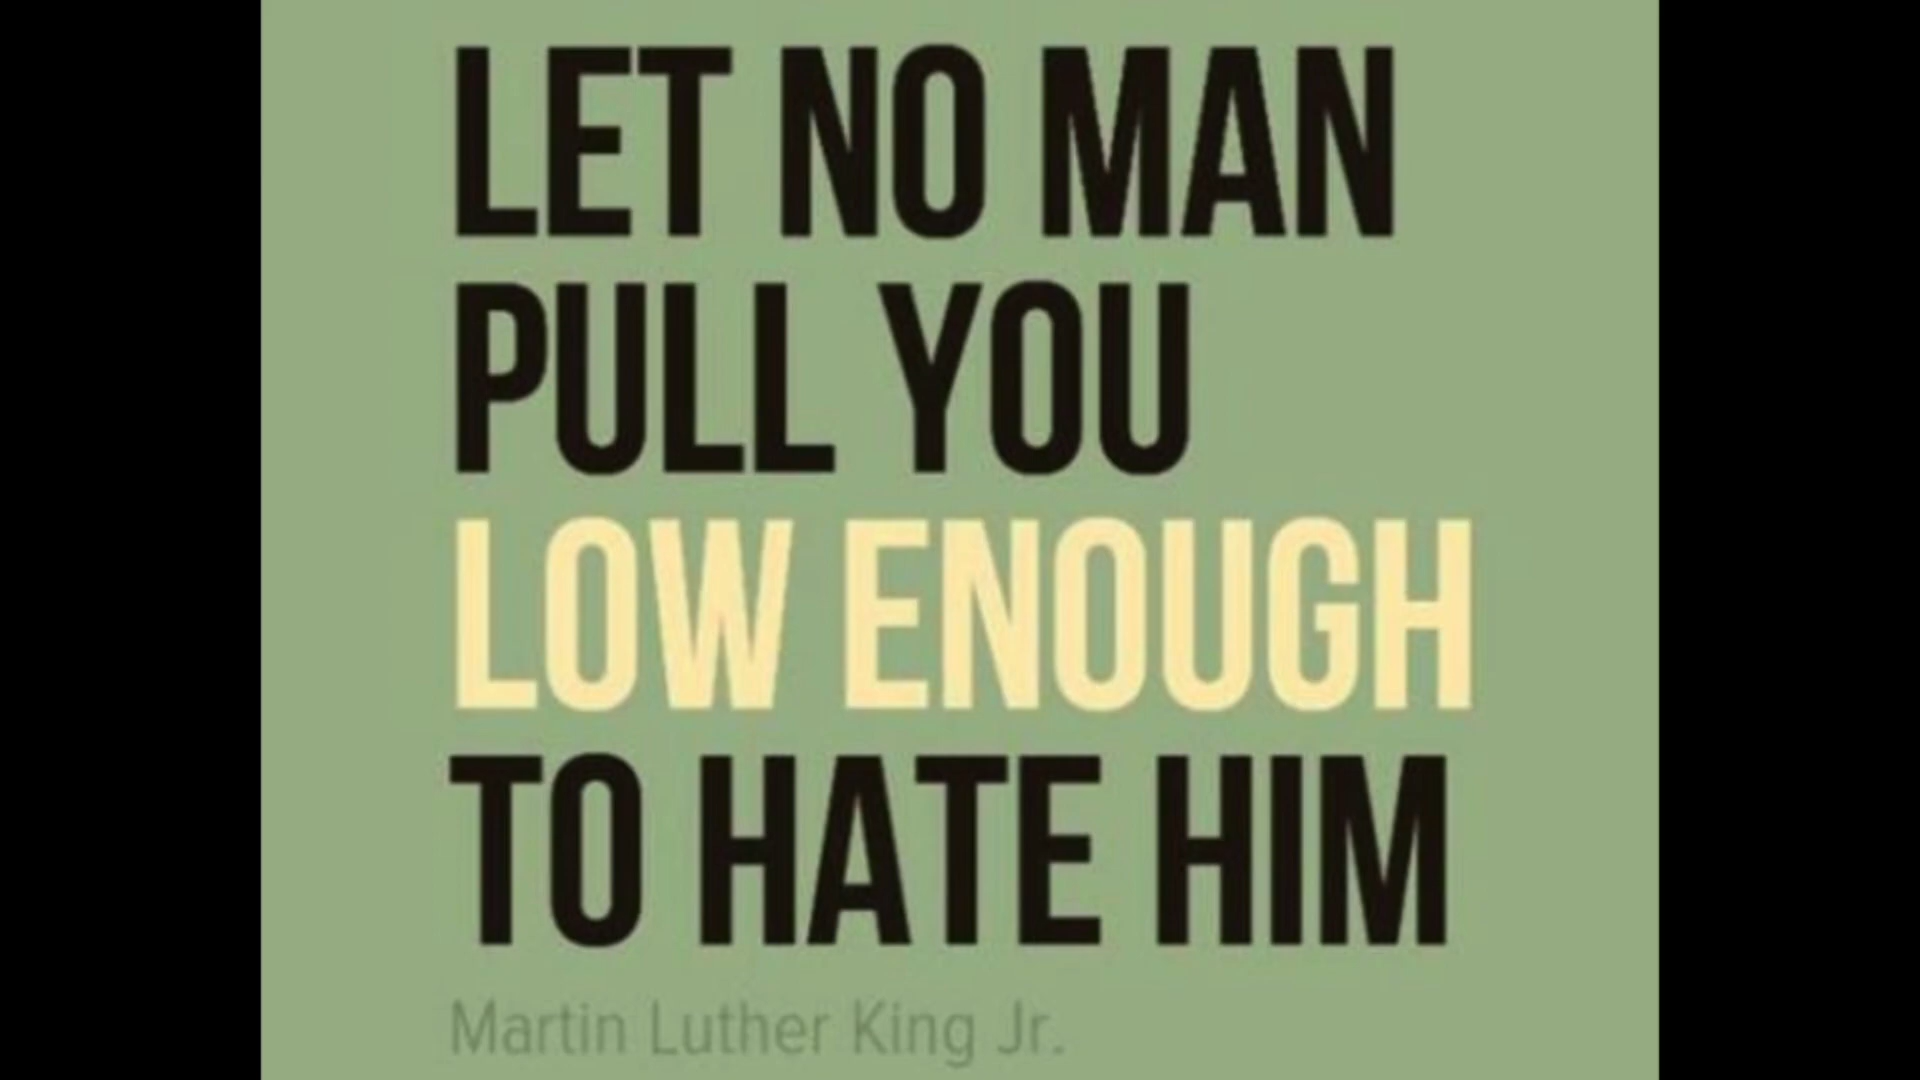 LET NO MAN
PULL YOU
LOW ENOUGH
TO HATE HIM
Martin Luther King Jr.